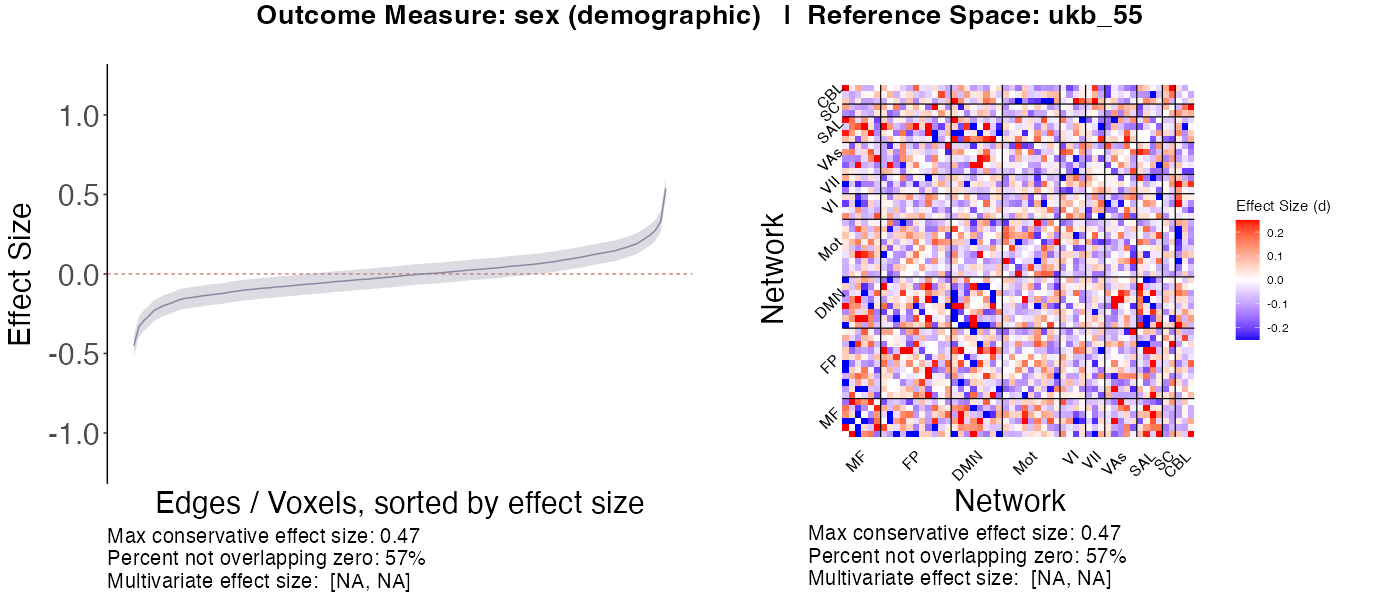 Outcome Measure: sex (demographic) | Reference Space: ukb_55
Effect Size
1.0
0.5
0.0
-0.5
-1.0
Edges / Voxels, sorted by effect size
Max conservative effect size: 0.47
Percent not overlapping zero: 57%
Multivariate effect size: [NA, NA]
Network
CBL
SC
SAL
VAs
VII
VI
Mot
DMN
FP
MF
MF
FP
DMN
Mot
VI
VII
VAs
SAL
SC
CBL
Network
Max conservative effect size: 0.47
Percent not overlapping zero: 57%
Multivariate effect size: [NA, NA]
Effect Size (d)
0.2
0.1
0.0
-0.1
-0.2